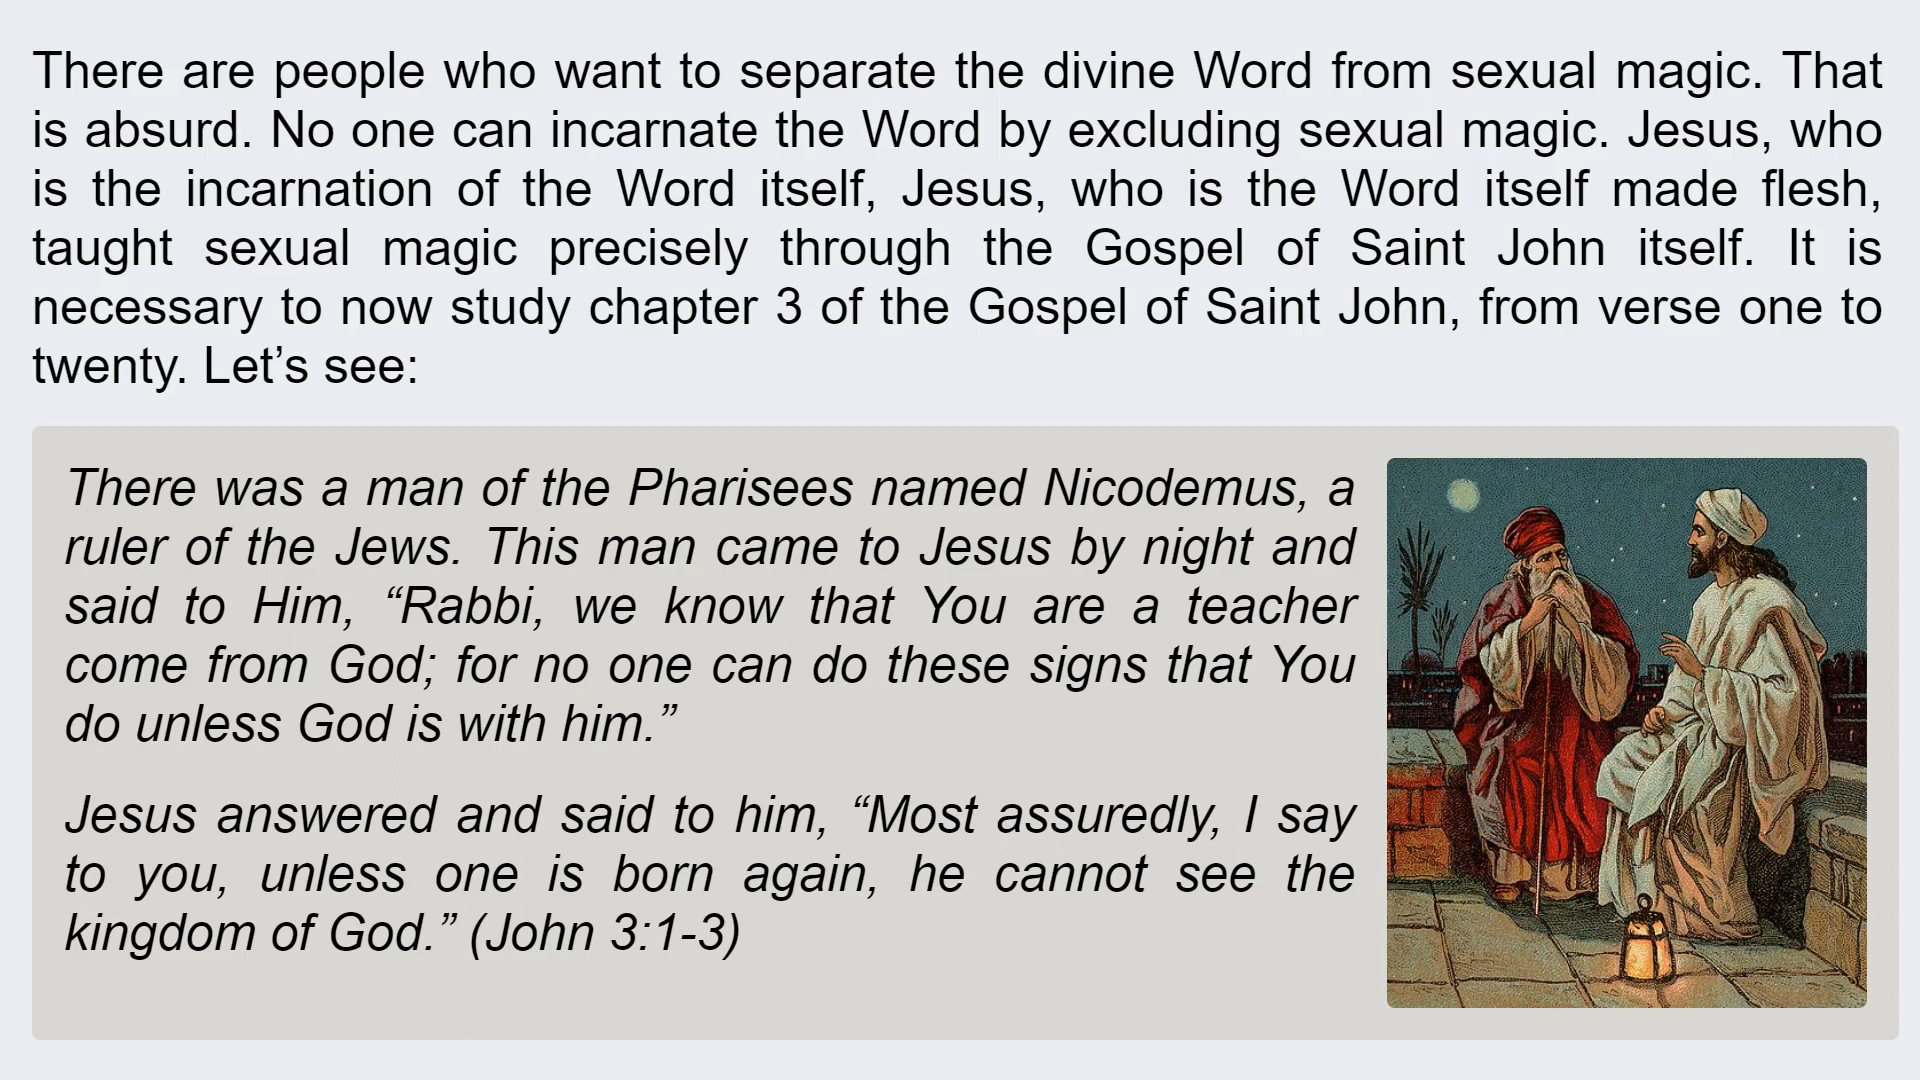 There are people who want to separate the divine Word from sexual magic. That
is absurd. No one can incarnate the Word by excluding sexual magic. Jesus, who
is the incarnation of the Word itself, Jesus, who is the Word itself made flesh,
taught sexual magic precisely through the Gospel of Saint John itself. It is
necessary to now study chapter 3 of the Gospel of Saint John, from verse one to
twenty. Let’s see:
There was a man of the Pharisees named Nicodemus, a
ruler of the Jews. This man came to Jesus by night and
said to Him, “Rabbi, we know that You are a teacher
come from God; for no one can do these signs that You
do unless God is with him.”
Jesus answered and said to him, “Most assuredly, I say
to you, unless one is born again, he cannot see the
kingdom of God.” (John 3:1-3)